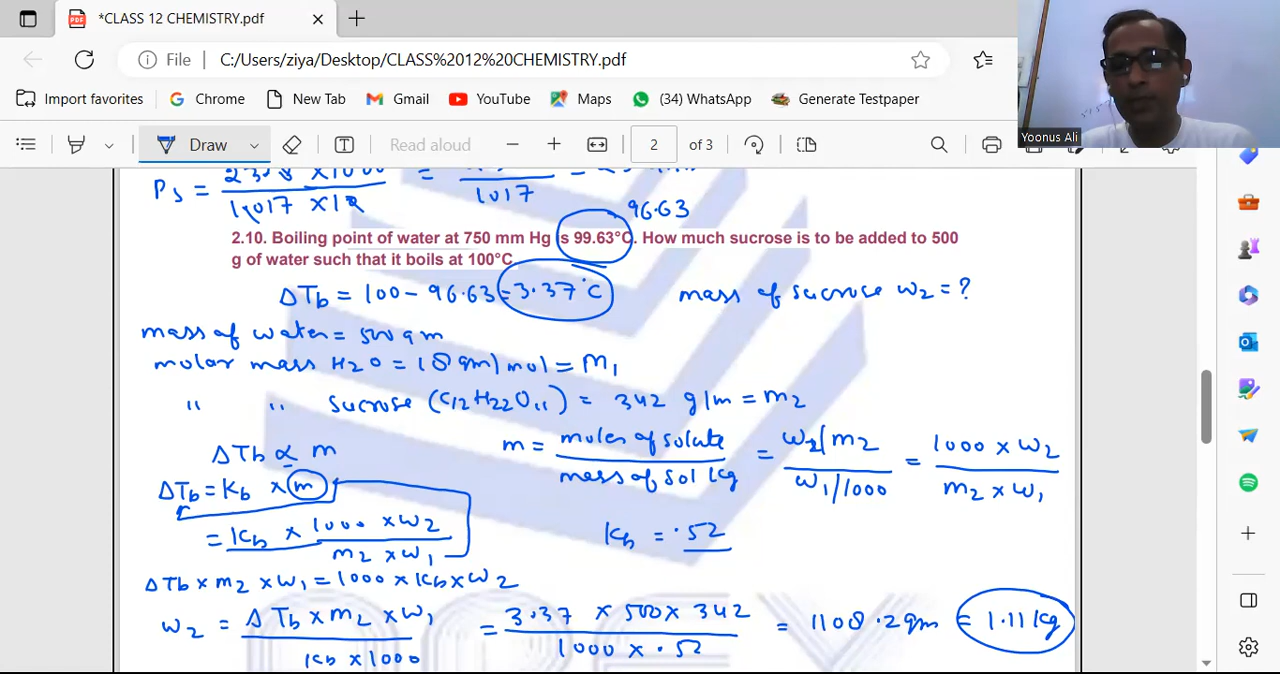 *CLASS 12 CHEMISTRY.pdf
File C:/Users/ziya/Desktop/CLASS%2012%20CHEMISTRY.pdf
Import favorites Chrome New Tab Gmail YouTube Maps (34) WhatsApp Generate Testpaper
Yoonus Ali
Draw Read aloud 2 of 3
Ps = =
1017
96.63
2.10. Boiling point of water at 750 mm Hg is 99.63°C. How much sucrose is to be added to 500
g of water such that it boils at 100°C.
ΔTb = 100 - 96.63 = 3.37°C mass of sucrose w2 = ?
mass of water = 500 gm
molar mass H2O = 18 gm/mol = M1
" " sucrose (C12H22O11) = 342 g/m = m2
ΔTb ∝ m m = moles of solute / mass of sol kg = w2/m2 / w1/1000 = 1000 x w2 / m2 x w1
ΔTb = Kb x m
= Kb x 1000 x w2 / m2 x w1 Kb = .52
ΔTb x m2 x w1 = 1000 x Kb x w2
w2 = ΔTb x m2 x w1 / Kb x 1000 = 3.37 x 500 x 342 / 1000 x .52 = 1108.2 gm = 1.11 kg